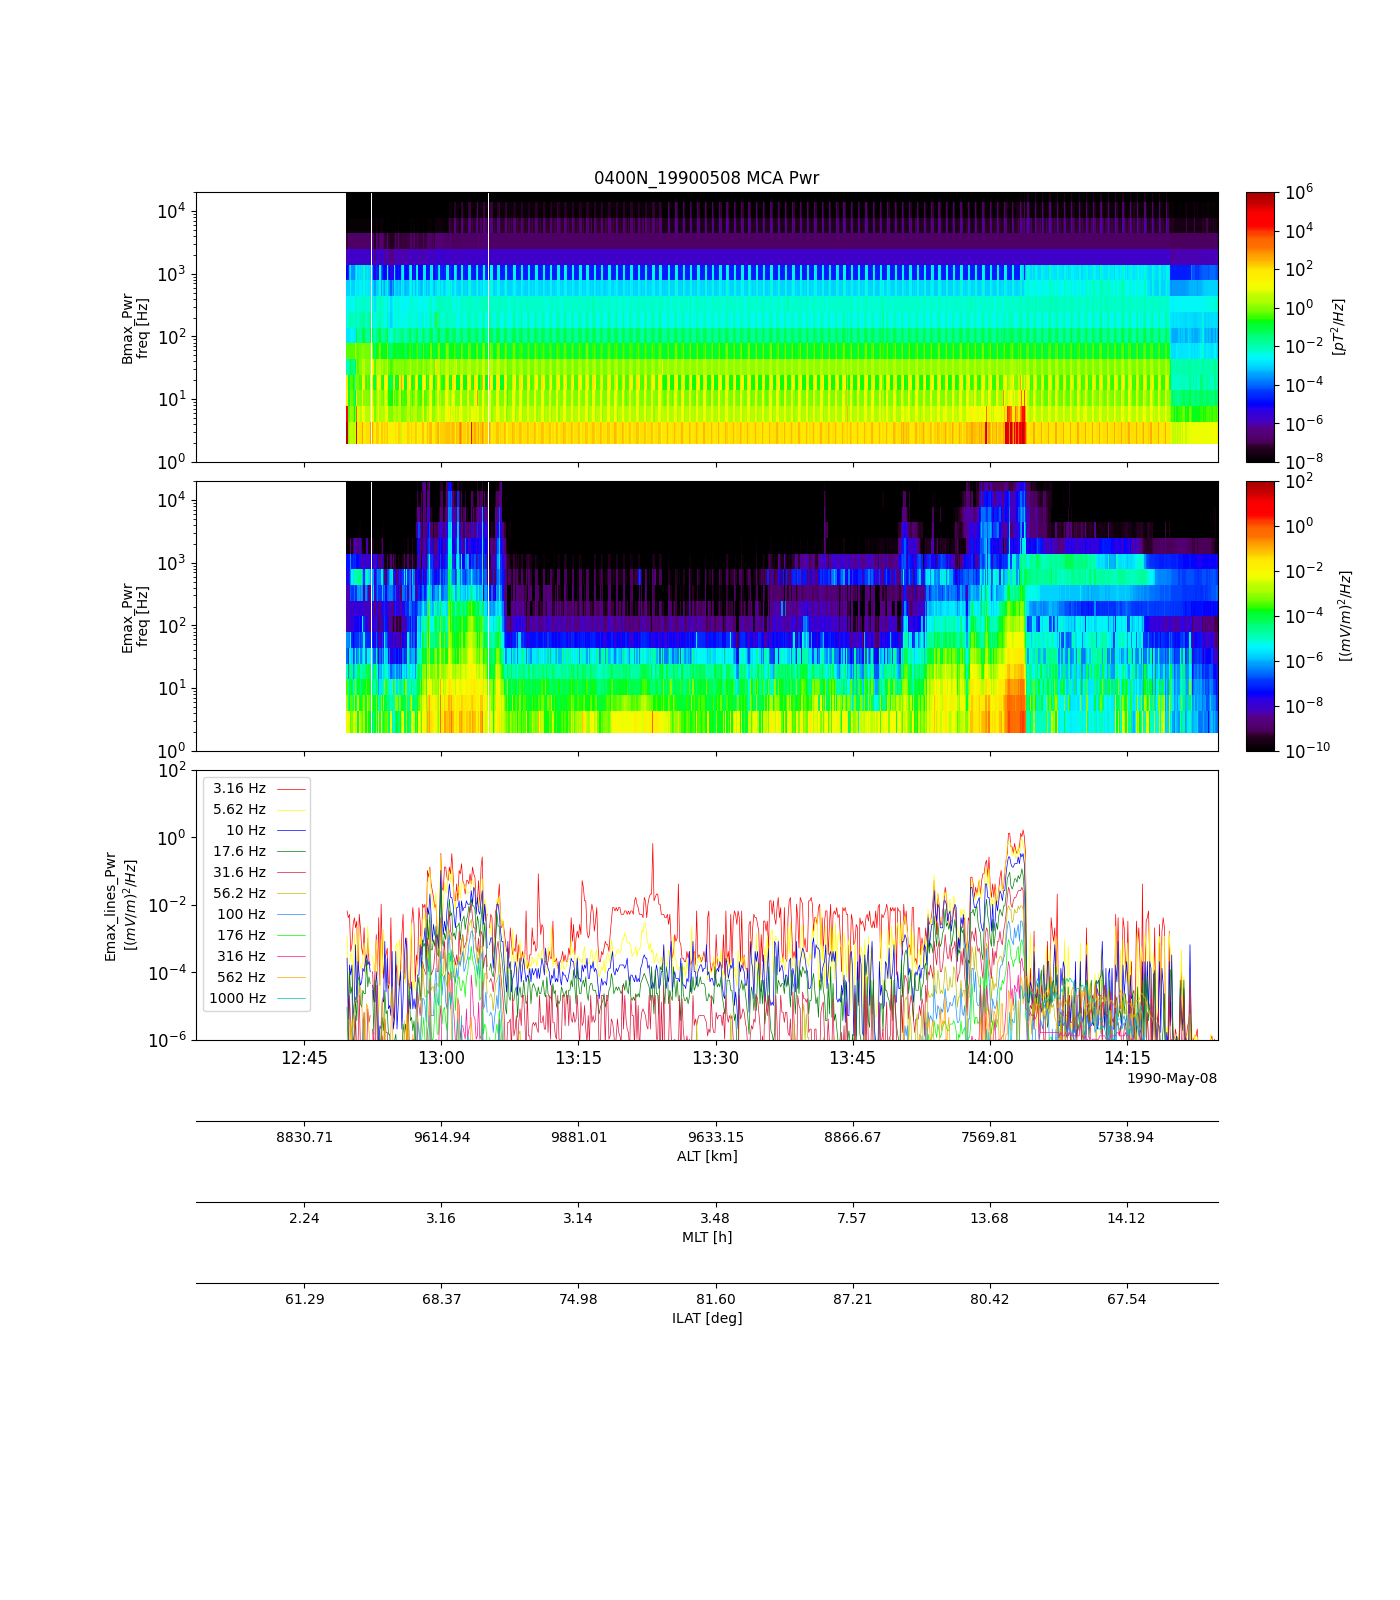 0400N_19900508 MCA Pwr
Bmax_Pwr
freq [Hz]
10^4
10^3
10^2
10^1
10^0
10^6
10^4
10^2
10^0
10^-2
10^-4
10^-6
10^-8
[pT^2/Hz]
Emax_Pwr
freq [Hz]
10^4
10^3
10^2
10^1
10^0
10^2
10^0
10^-2
10^-4
10^-6
10^-8
10^-10
[(mV/m)^2/Hz]
Emax_lines_Pwr
[(mV/m)^2/Hz]
10^2
10^0
10^-2
10^-4
10^-6
3.16 Hz
5.62 Hz
10 Hz
17.6 Hz
31.6 Hz
56.2 Hz
100 Hz
176 Hz
316 Hz
562 Hz
1000 Hz
12:45 13:00 13:15 13:30 13:45 14:00 14:15
1990-May-08
8830.71 9614.94 9881.01 9633.15 8866.67 7569.81 5738.94
ALT [km]
2.24 3.16 3.14 3.48 7.57 13.68 14.12
MLT [h]
61.29 68.37 74.98 81.60 87.21 80.42 67.54
ILAT [deg]